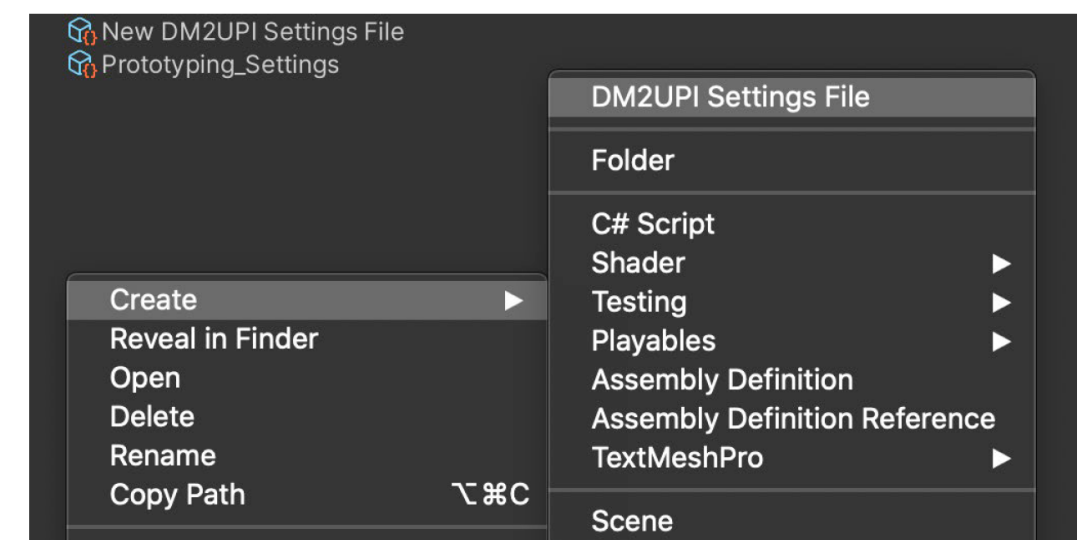 New DM2UPI Settings File
Prototyping_Settings
DM2UPI Settings File
Folder
C# Script
Shader
Testing
Playables
Assembly Definition
Assembly Definition Reference
TextMeshPro
Scene
Create
Reveal in Finder
Open
Delete
Rename
Copy Path ⌥⌘C